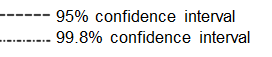 95% confidence interval
99.8% confidence interval